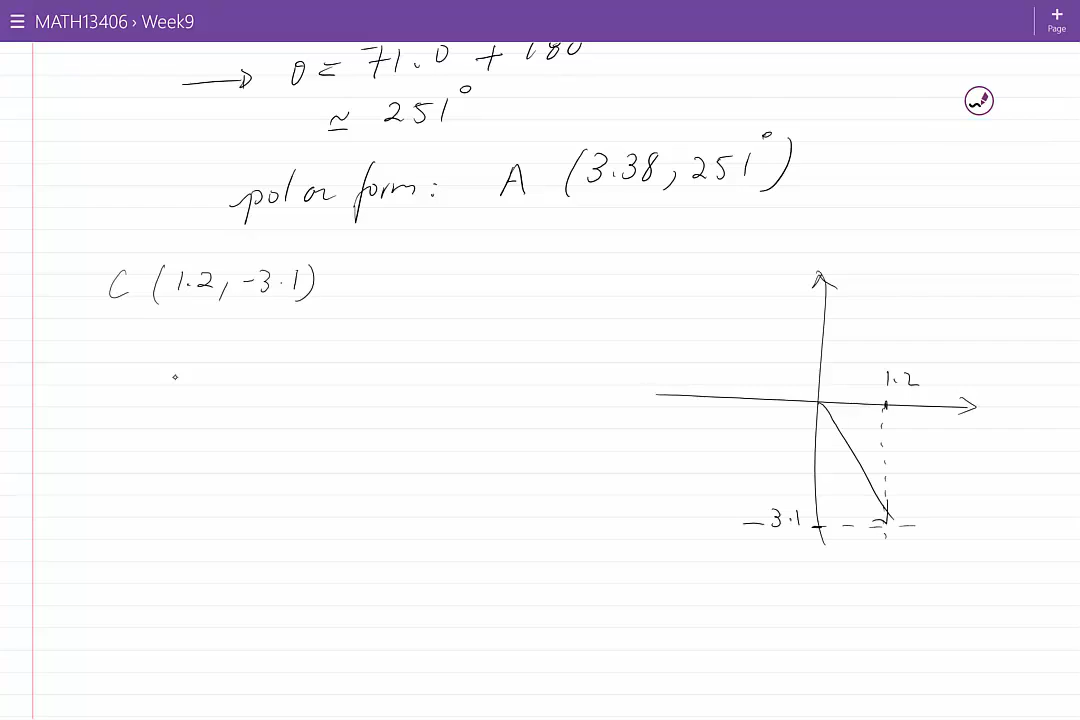 MATH13406 › Week9
Page
θ = 71.0 + 180
≃ 251°
polar form: A (3.38, 251°)
C (1.2, -3.1)
1.2
-3.1